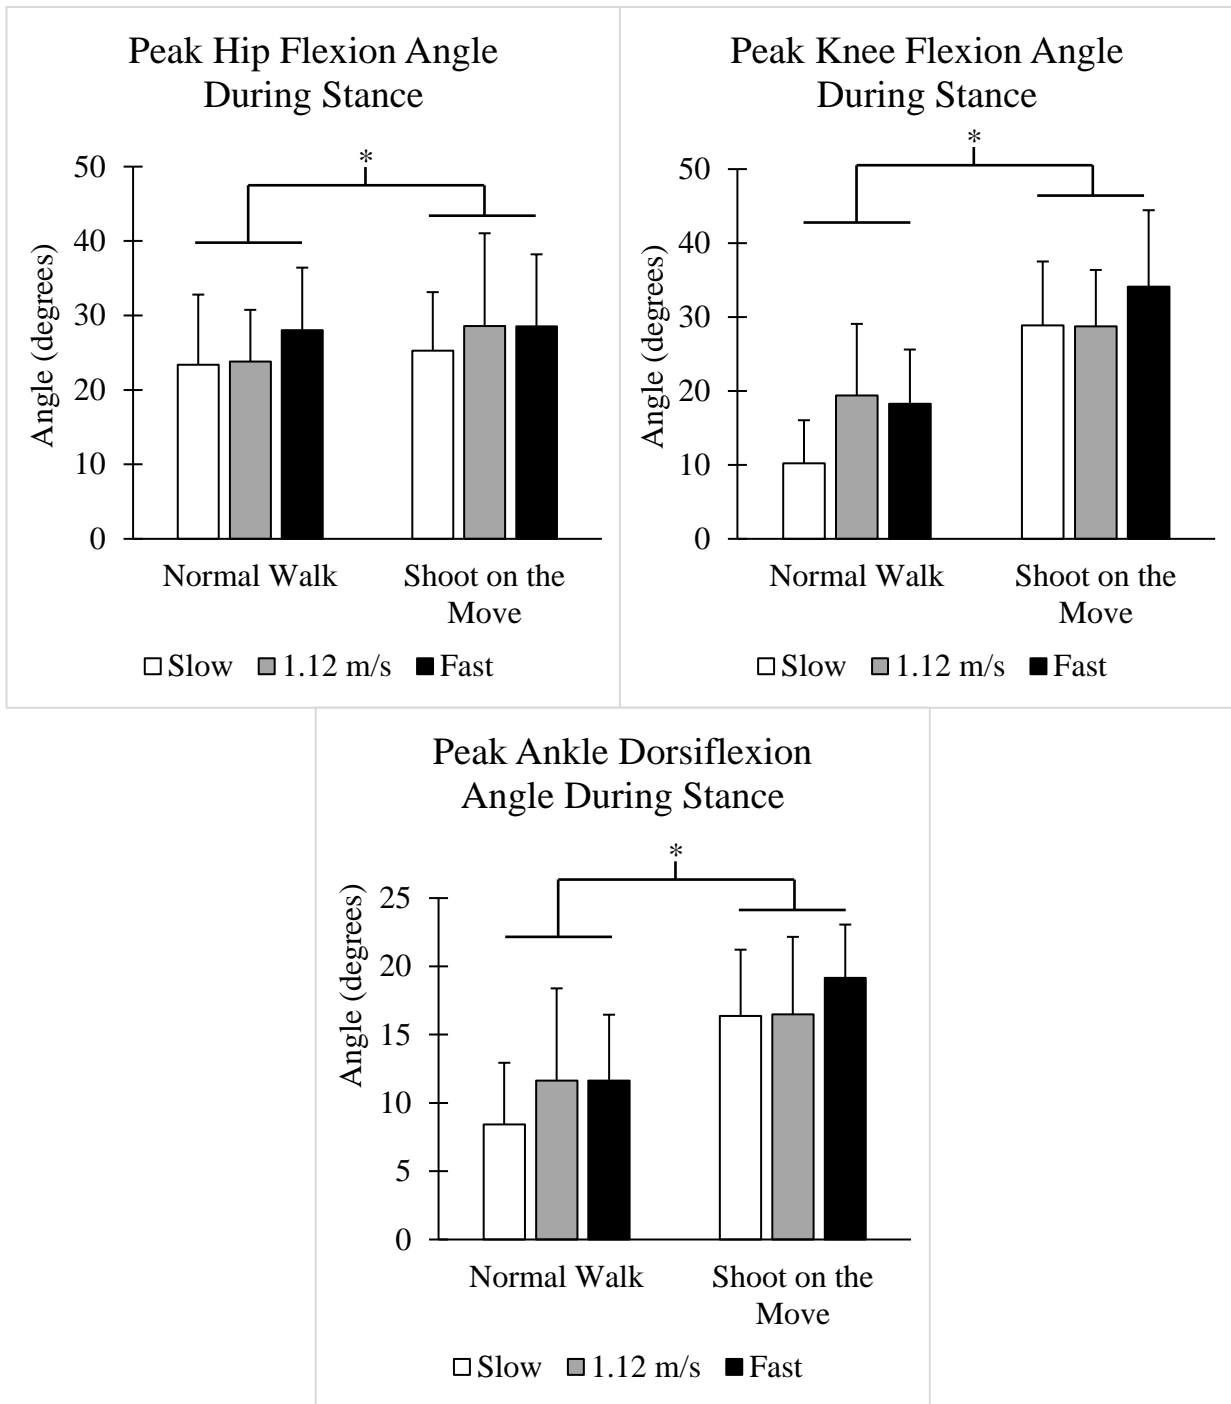 Peak Hip Flexion Angle
During Stance
*
50
40
30
20
10
0
Angle (degrees)
Normal Walk
Shoot on the
Move
Slow 1.12 m/s Fast
Peak Knee Flexion Angle
During Stance
*
50
40
30
20
10
0
Angle (degrees)
Normal Walk
Shoot on the
Move
Slow 1.12 m/s Fast
Peak Ankle Dorsiflexion
Angle During Stance
*
25
20
15
10
5
0
Angle (degrees)
Normal Walk
Shoot on the
Move
Slow 1.12 m/s Fast